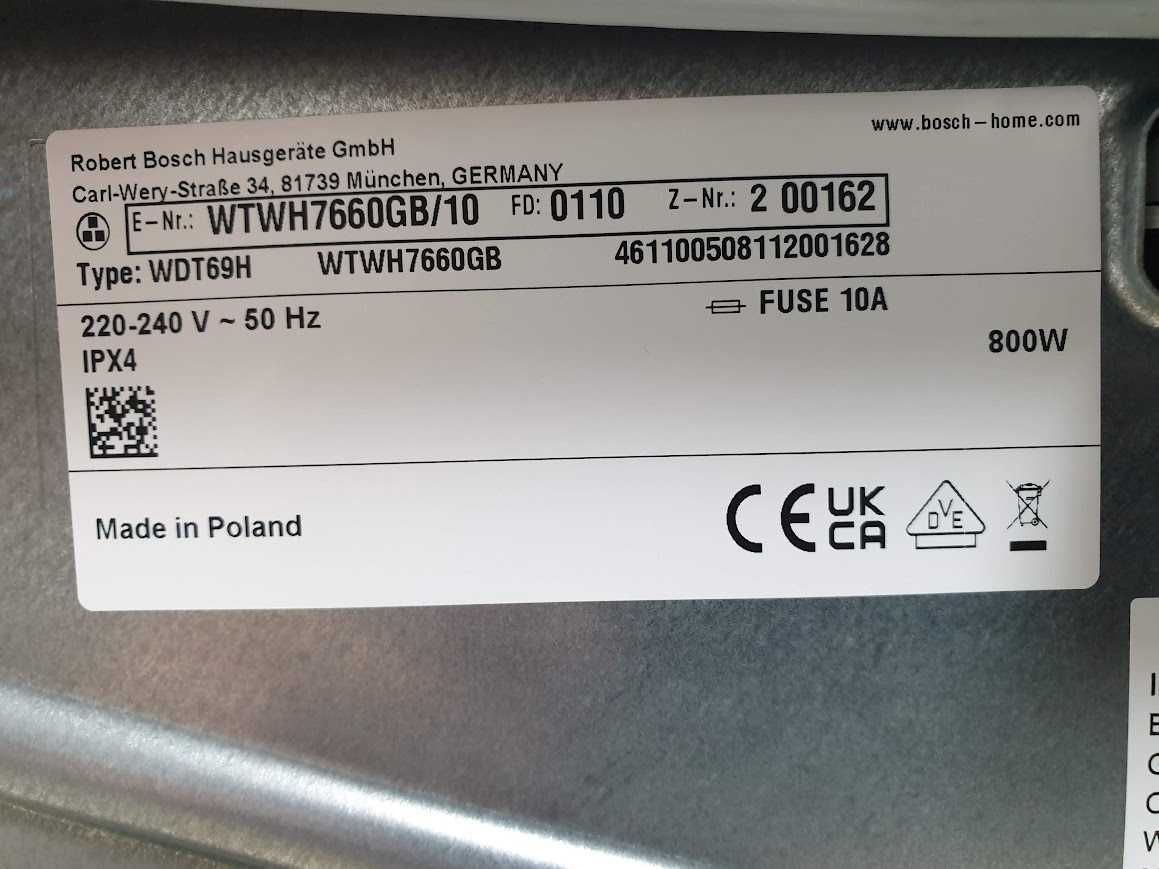 www.bosch-home.com
Robert Bosch Hausgeräte GmbH
Carl-Wery-Straße 34, 81739 München, GERMANY
E-Nr.: WTWH7660GB/10 FD: 0110 Z-Nr.: 2 00162
Type: WDT69H WTWH7660GB 461100508112001628
220-240 V ~ 50 Hz FUSE 10A
IPX4 800W
Made in Poland CE UK CA DVE